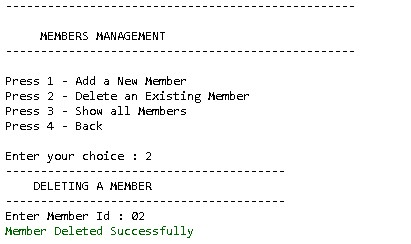 --------------------------------------------------
MEMBERS MANAGEMENT
--------------------------------------------------
Press 1 - Add a New Member
Press 2 - Delete an Existing Member
Press 3 - Show all Members
Press 4 - Back
Enter your choice : 2
----------------------------------------
DELETING A MEMBER
----------------------------------------
Enter Member Id : 02
Member Deleted Successfully